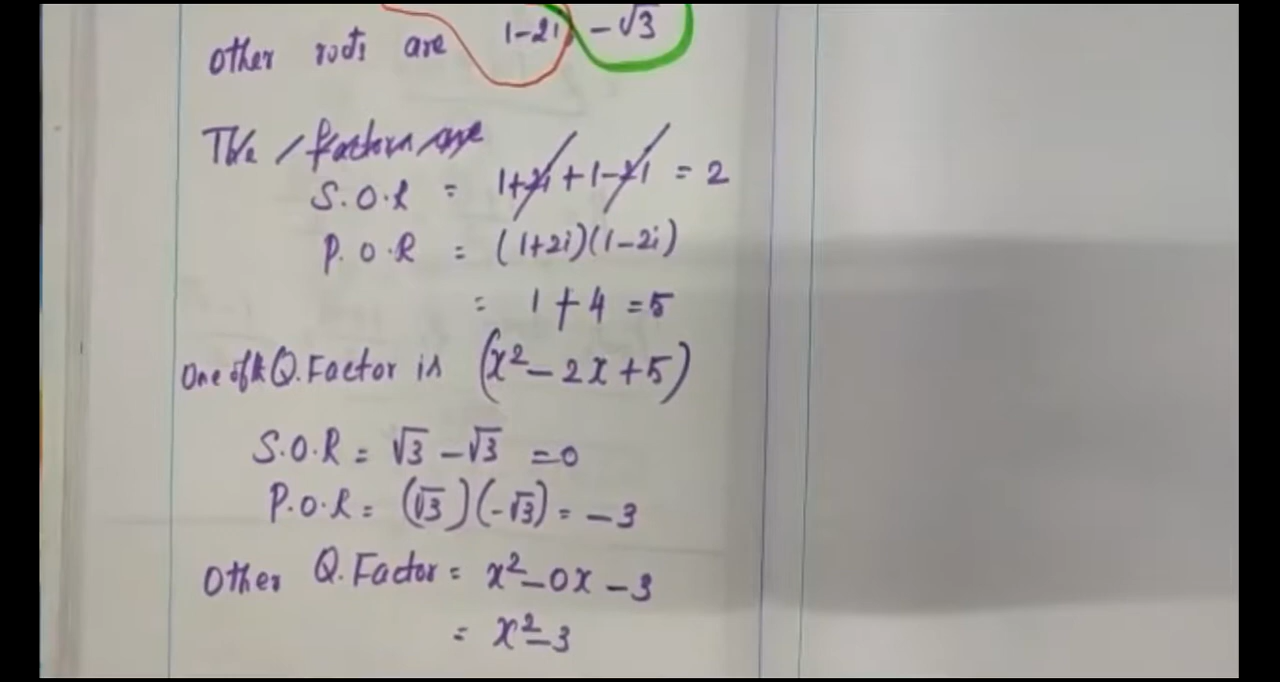 other roots are 1-2i, -√3
The factors are
S.O.R = 1+2i+1-2i = 2
P.O.R = (1+2i)(1-2i)
= 1+4=5
One of the Q.Factor is (x²-2x+5)
S.O.R = √3-√3 =0
P.O.R = (√3)(-√3) = -3
Other Q.Factor = x²-0x-3
= x²-3